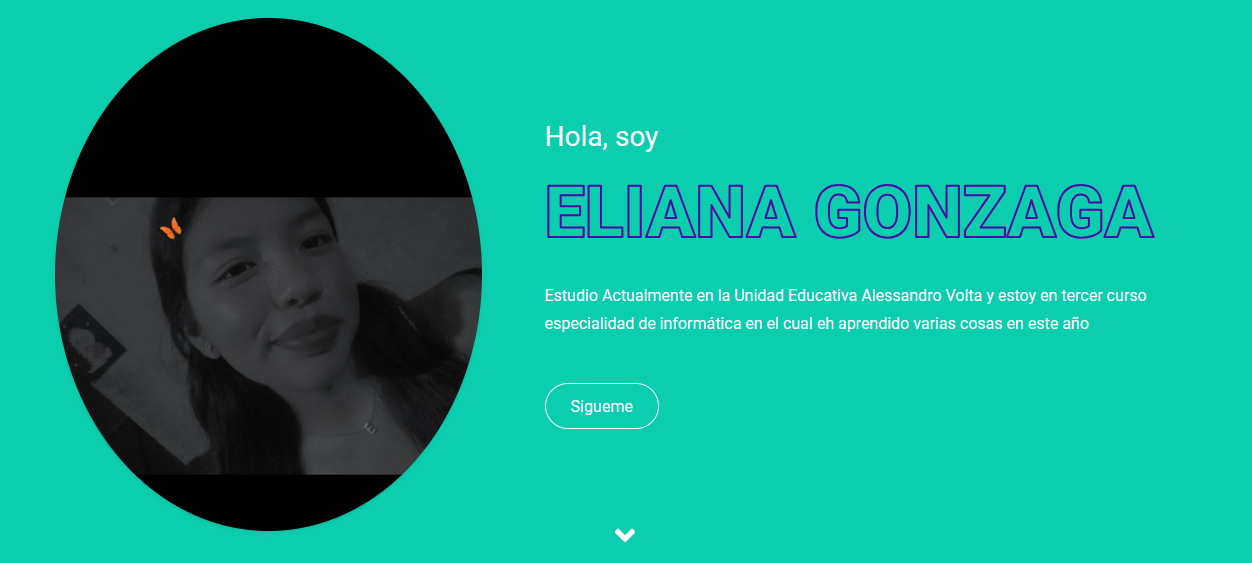 Hola, soy
ELIANA GONZAGA
Estudio Actualmente en la Unidad Educativa Alessandro Volta y estoy en tercer curso
especialidad de informática en el cual eh aprendido varias cosas en este año
Sigueme